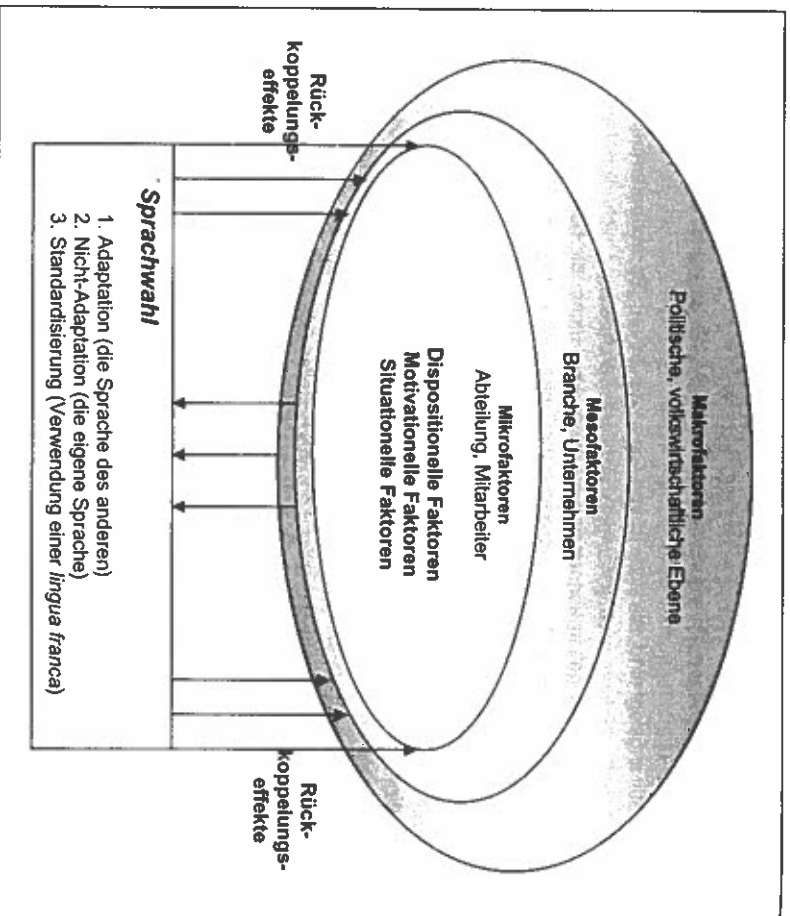 Makrofaktoren
Politische, volkswirtschaftliche Ebene
Mesofaktoren
Branche, Unternehmen
Mikrofaktoren
Abteilung, Mitarbeiter
Dispositionelle Faktoren
Motivationelle Faktoren
Situationelle Faktoren
Rück-
koppelungs-
effekte
Rück-
koppelungs-
effekte
Sprachwahl
1. Adaptation (die Sprache des anderen)
2. Nicht-Adaptation (die eigene Sprache)
3. Standardisierung (Verwendung einer lingua franca)